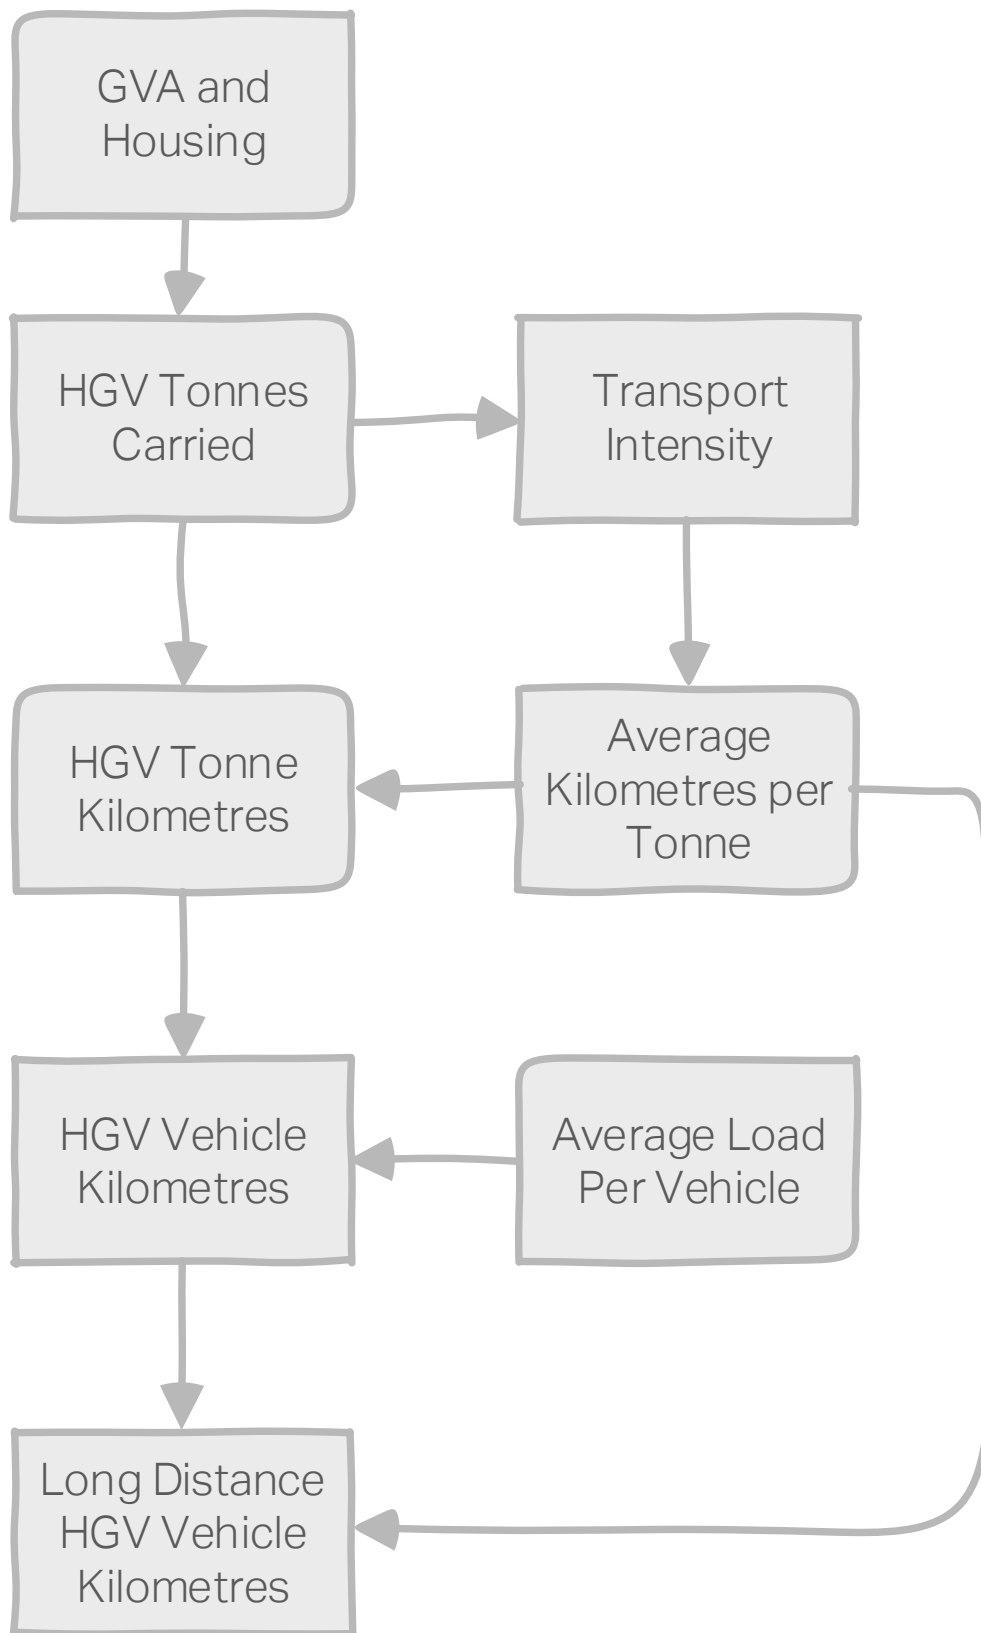 GVA and
Housing
HGV Tonnes
Carried
Transport
Intensity
HGV Tonne
Kilometres
Average
Kilometres per
Tonne
HGV Vehicle
Kilometres
Average Load
Per Vehicle
Long Distance
HGV Vehicle
Kilometres